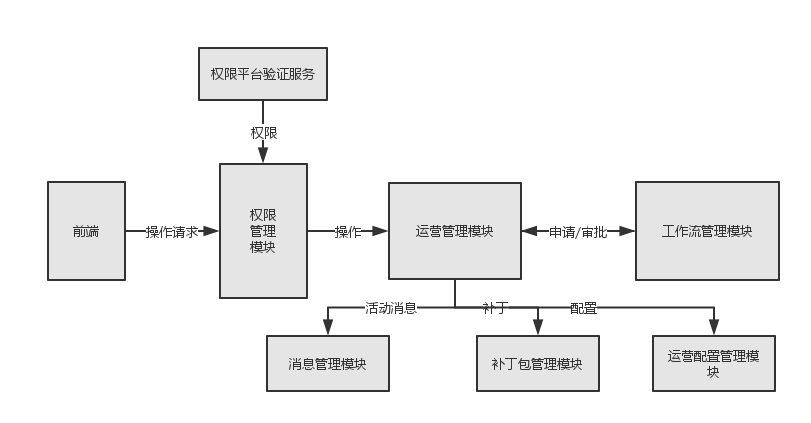 权限平台验证服务
权限
前端
操作请求
权限
管理
模块
操作
运营管理模块
申请/审批
工作流管理模块
活动消息
补丁
配置
消息管理模块
补丁包管理模块
运营配置管理模
块